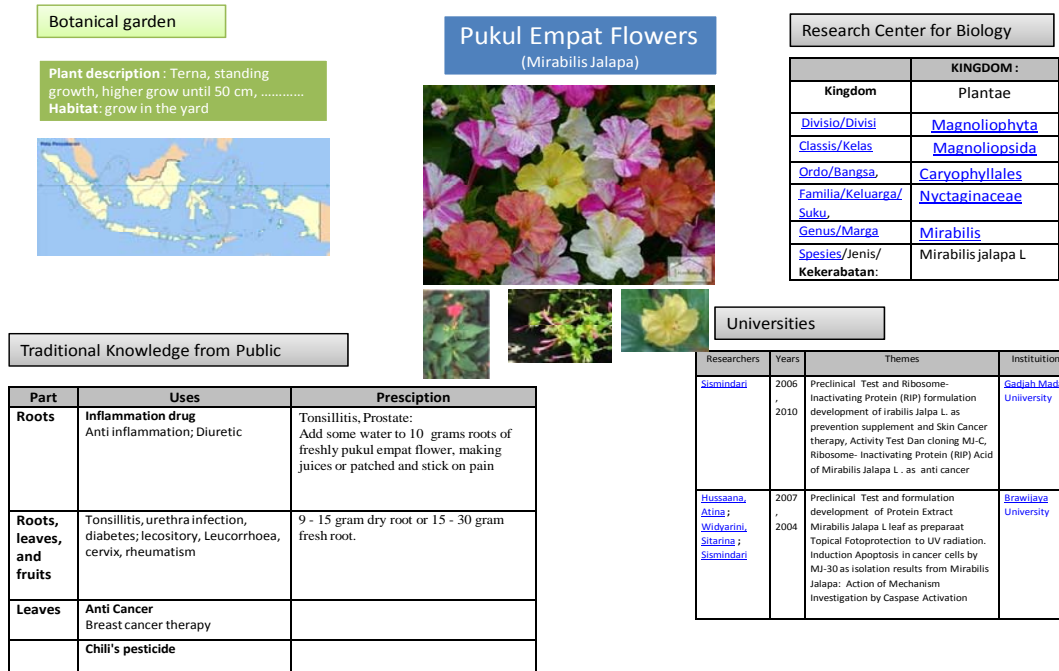 Botanical garden
Plant description : Terna, standing
growth, higher grow until 50 cm, ............
Habitat: grow in the yard
Pukul Empat Flowers
(Mirabilis Jalapa)
Research Center for Biology
KINGDOM :
Kingdom Plantae
Divisio/Divisi Magnoliophyta
Classis/Kelas Magnoliopsida
Ordo/Bangsa, Caryophyllales
Familia/Keluarga/ Nyctaginaceae
Suku,
Genus/Marga Mirabilis
Spesies/Jenis/ Mirabilis jalapa L
Kekerabatan:
Traditional Knowledge from Public
Part Uses Presciption
Roots Inflammation drug Tonsillitis, Prostate:
Anti inflammation; Diuretic Add some water to 10 grams roots of
freshly pukul empat flower, making
juices or patched and stick on pain
Roots, Tonsillitis, urethra infection, 9 - 15 gram dry root or 15 - 30 gram
leaves, diabetes; lecository, Leucorrhoea, fresh root.
and cervix, rheumatism
fruits
Leaves Anti Cancer
Breast cancer therapy
Chili's pesticide
Universities
Researchers Years Themes Instituition
Sismindari 2006 Preclinical Test and Ribosome- Gadjah Mad
, Inactivating Protein (RIP) formulation Uniiversity
2010 development of irabilis Jalpa L. as
prevention supplement and Skin Cancer
therapy, Activity Test Dan cloning MJ-C,
Ribosome- Inactivating Protein (RIP) Acid
of Mirabilis Jalapa L . as anti cancer
Hussaana, 2007 Preclinical Test and formulation Brawijaya
Atina ; , development of Protein Extract University
Widyarini, 2004 Mirabilis Jalapa L leaf as preparaat
Sitarina ; Topical Fotoprotection to UV radiation.
Sismindari Induction Apoptosis in cancer cells by
MJ-30 as isolation results from Mirabilis
Jalapa: Action of Mechanism
Investigation by Caspase Activation